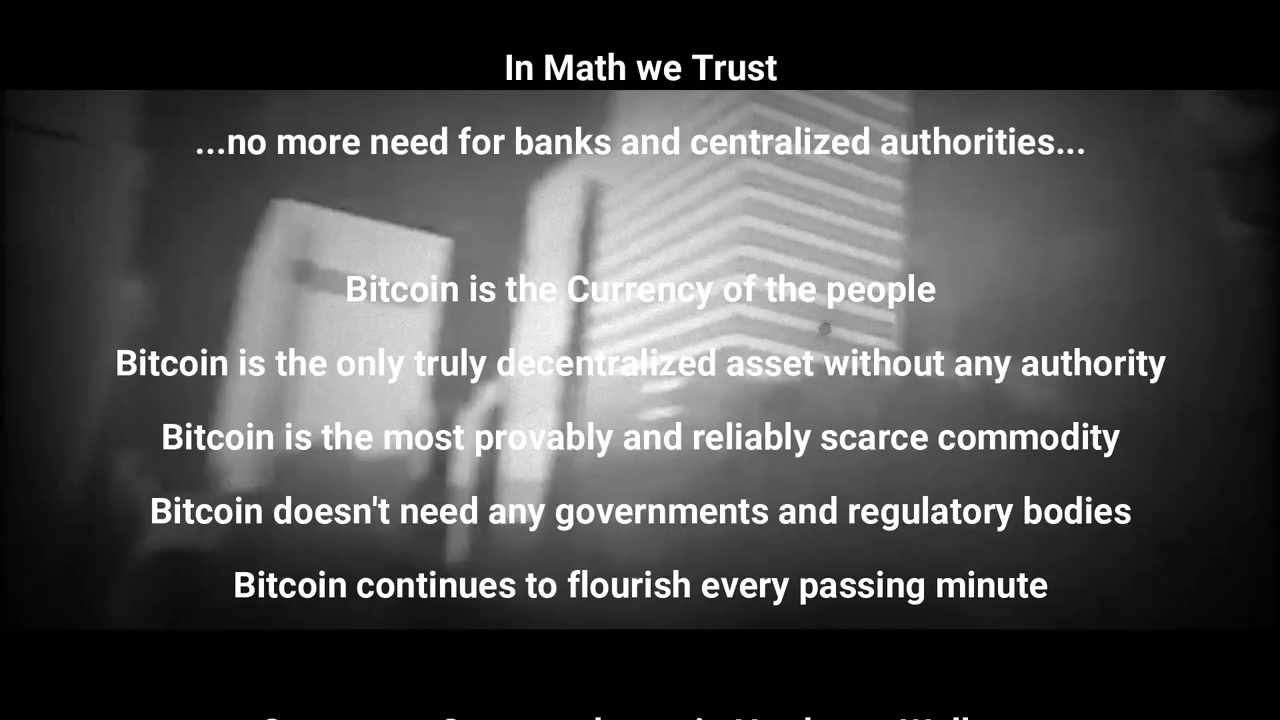 In Math we Trust
...no more need for banks and centralized authorities...
Bitcoin is the Currency of the people
Bitcoin is the only truly decentralized asset without any authority
Bitcoin is the most provably and reliably scarce commodity
Bitcoin doesn't need any governments and regulatory bodies
Bitcoin continues to flourish every passing minute